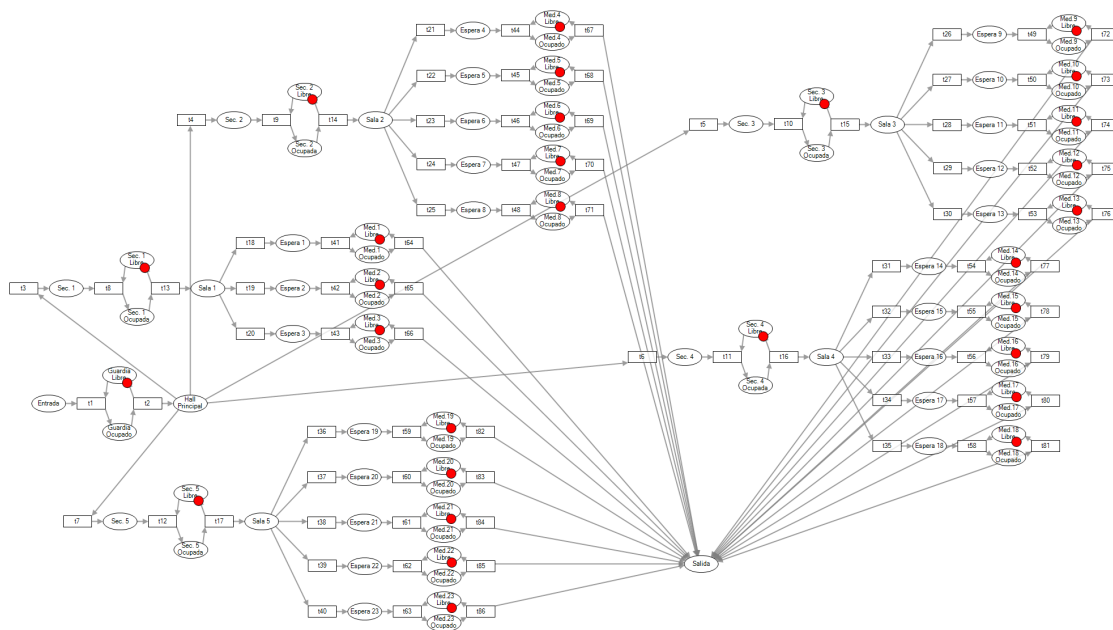 t21
Espera 4
t44
Med.4
Libre
Med.4
Ocupado
t67
t22
Espera 5
t45
Med.5
Libre
Med.5
Ocupado
t68
t23
Espera 6
t46
Med.6
Libre
Med.6
Ocupado
t69
t24
Espera 7
t47
Med.7
Libre
Med.7
Ocupado
t70
t25
Espera 8
t48
Med.8
Libre
Med.8
Ocupado
t71
t4
Sec. 2
t9
Sec. 2
Libre
Sec. 2
Ocupada
t14
Sala 2
t26
Espera 9
t49
Med.9
Libre
Med.9
Ocupado
t72
t27
Espera 10
t50
Med.10
Libre
Med.10
Ocupado
t73
t28
Espera 11
t51
Med.11
Libre
Med.11
Ocupado
t74
t29
Espera 12
t52
Med.12
Libre
Med.12
Ocupado
t75
t30
Espera 13
t53
Med.13
Libre
Med.13
Ocupado
t76
t5
Sec. 3
t10
Sec. 3
Libre
Sec. 3
Ocupada
t15
Sala 3
t18
Espera 1
t41
Med.1
Libre
Med.1
Ocupado
t64
t19
Espera 2
t42
Med.2
Libre
Med.2
Ocupado
t65
t20
Espera 3
t43
Med.3
Libre
Med.3
Ocupado
t66
t3
Sec. 1
t8
Sec. 1
Libre
Sec. 1
Ocupada
t13
Sala 1
t31
Espera 14
t54
Med.14
Libre
Med.14
Ocupado
t77
t32
Espera 15
t55
Med.15
Libre
Med.15
Ocupado
t78
t33
Espera 16
t56
Med.16
Libre
Med.16
Ocupado
t79
t34
Espera 17
t57
Med.17
Libre
Med.17
Ocupado
t80
t35
Espera 18
t58
Med.18
Libre
Med.18
Ocupado
t81
t6
Sec. 4
t11
Sec. 4
Libre
Sec. 4
Ocupada
t16
Sala 4
Entrada
t1
Guardia
Libre
Guardia
Ocupado
t2
Hall
Principal
t36
Espera 19
t59
Med.19
Libre
Med.19
Ocupado
t82
t37
Espera 20
t60
Med.20
Libre
Med.20
Ocupado
t83
t38
Espera 21
t61
Med.21
Libre
Med.21
Ocupado
t84
t39
Espera 22
t62
Med.22
Libre
Med.22
Ocupado
t85
t40
Espera 23
t63
Med.23
Libre
Med.23
Ocupado
t86
t7
Sec. 5
t12
Sec. 5
Libre
Sec. 5
Ocupada
t17
Sala 5
Salida